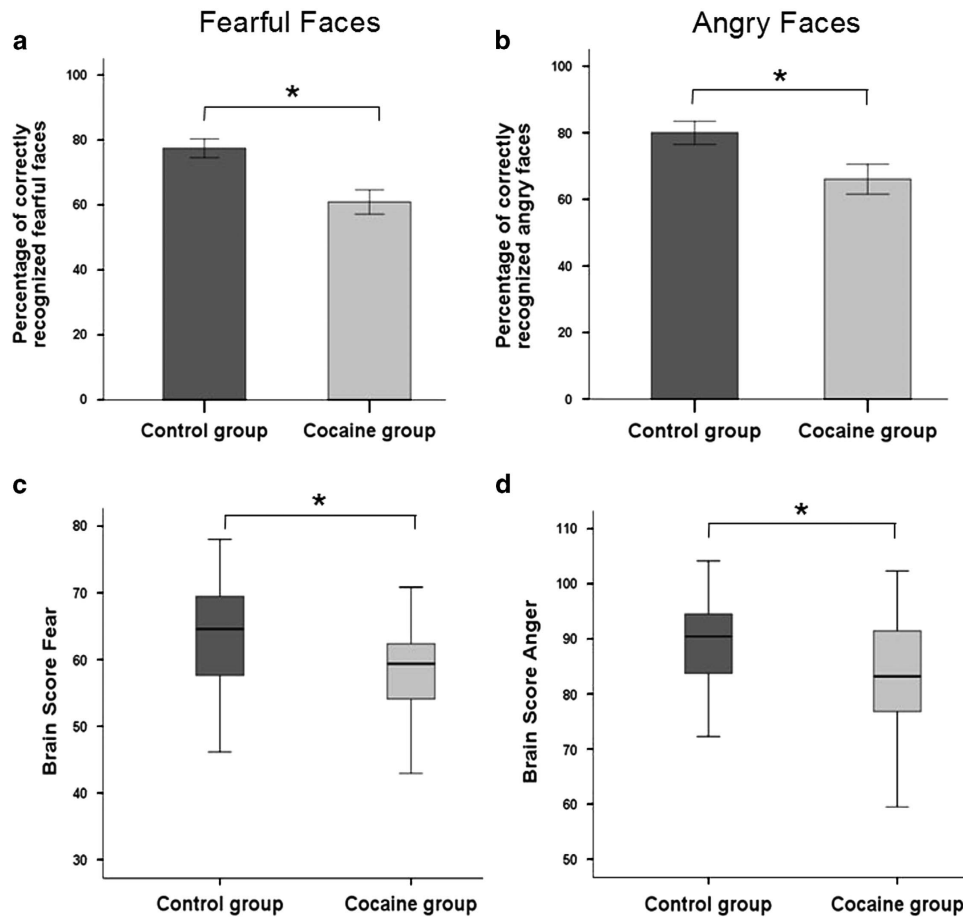 Fearful Faces
a
Percentage of correctly
recognized fearful faces
100
80
60
40
20
0
*
Control group
Cocaine group
Angry Faces
b
Percentage of correctly
recognized angry faces
100
80
60
40
20
0
*
Control group
Cocaine group
c
Brain Score Fear
80
70
60
50
40
30
*
Control group
Cocaine group
d
Brain Score Anger
110
100
90
80
70
60
50
*
Control group
Cocaine group